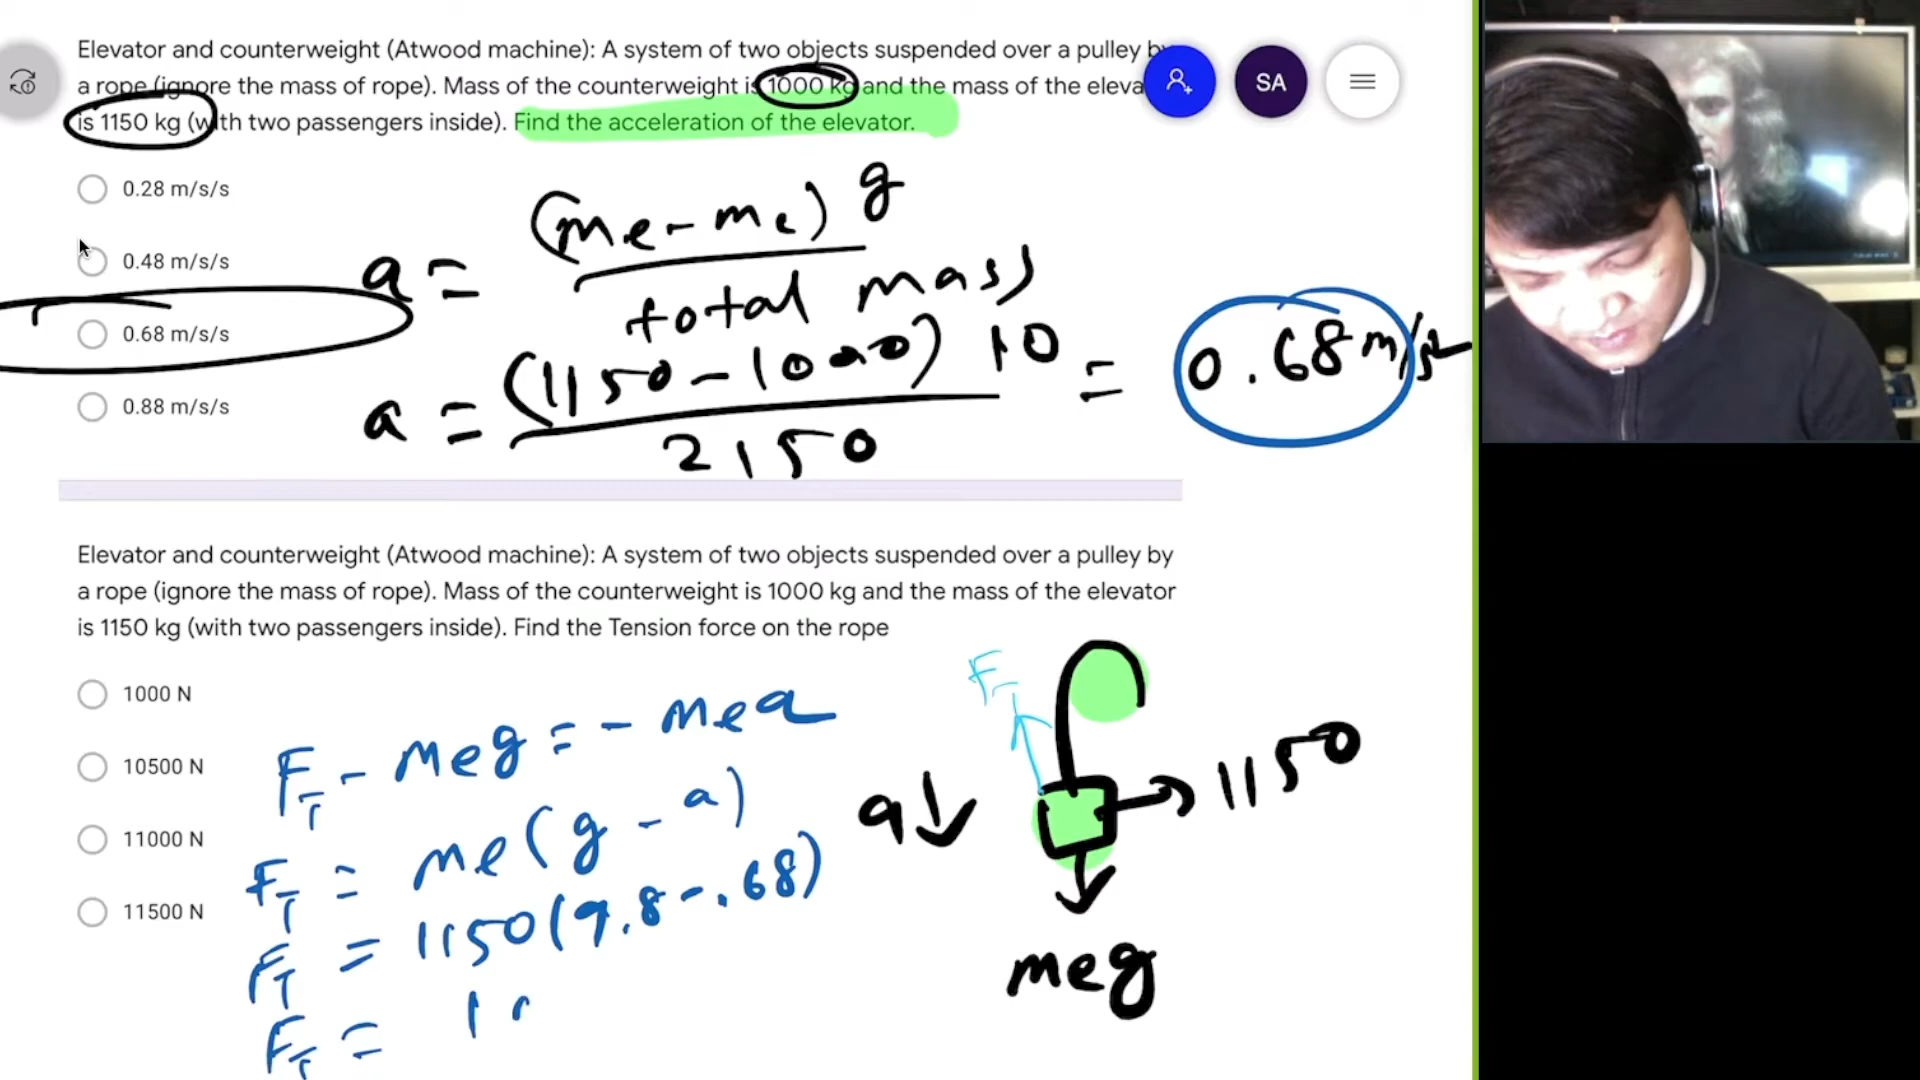 Elevator and counterweight (Atwood machine): A system of two objects suspended over a pulley b
a rope (ignore the mass of rope). Mass of the counterweight is 1000 kg and the mass of the eleva
is 1150 kg (with two passengers inside). Find the acceleration of the elevator.
SA
0.28 m/s/s
0.48 m/s/s
0.68 m/s/s
0.88 m/s/s
a = (me - mc) g
total mass
a = (1150 - 1000) 10 = 0.68 m/s²
2150
Elevator and counterweight (Atwood machine): A system of two objects suspended over a pulley by
a rope (ignore the mass of rope). Mass of the counterweight is 1000 kg and the mass of the elevator
is 1150 kg (with two passengers inside). Find the Tension force on the rope
1000 N
10500 N
11000 N
11500 N
FT - meg = - mea
FT = me(g - a)
FT = 1150(9.8 - .68)
FT = 1
FT
a
1150
meg